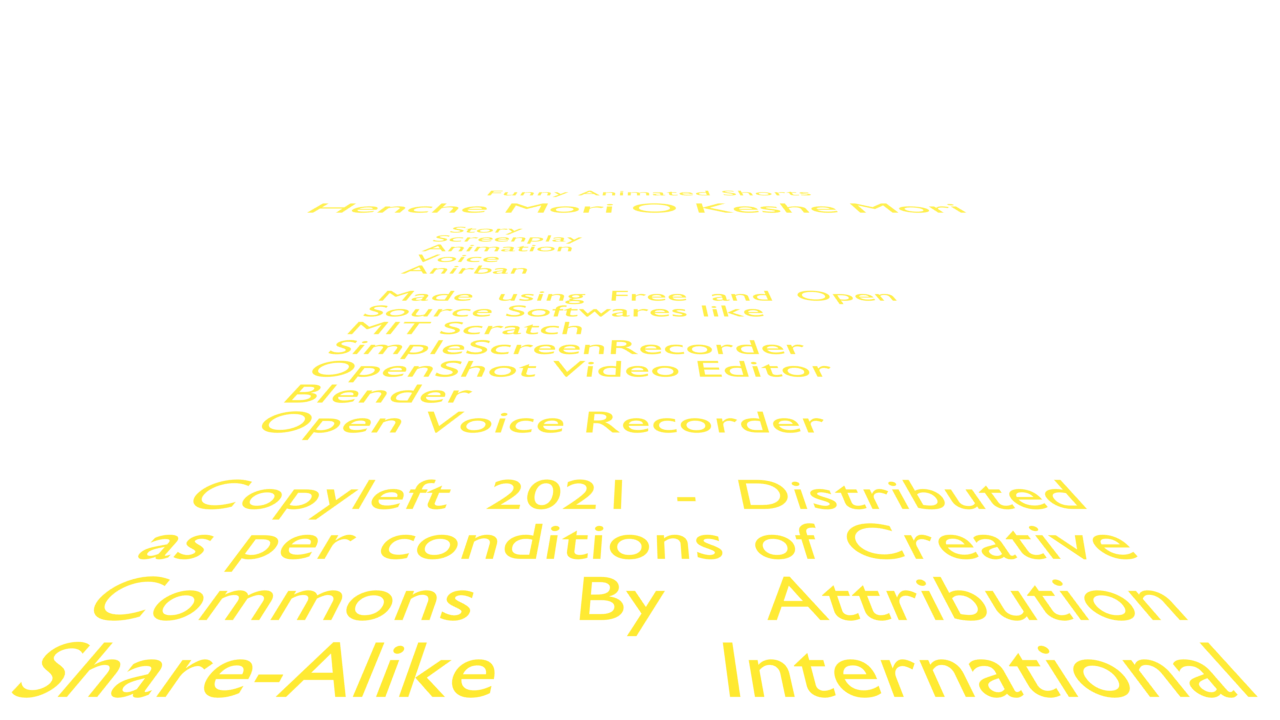 Funny Animated Shorts
Henche Mori O Keshe Mori
Story
Screenplay
Animation
Voice
Anirban
Made using Free and Open
Source Softwares like
MIT Scratch
SimpleScreenRecorder
OpenShot Video Editor
Blender
Open Voice Recorder
Copyleft 2021 - Distributed
as per conditions of Creative
Commons By Attribution
Share-Alike International